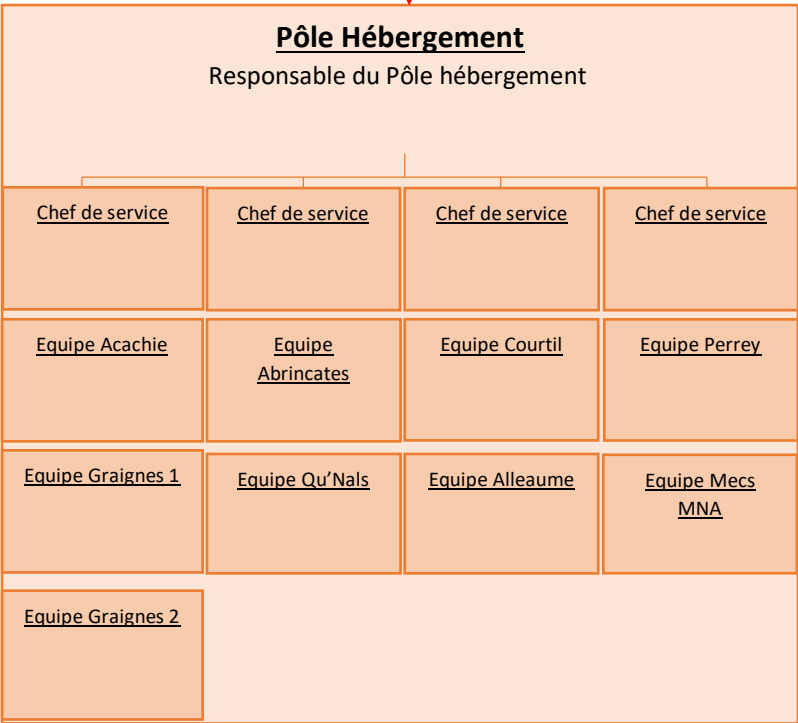 Pôle Hébergement
Responsable du Pôle hébergement
Chef de service
Chef de service
Chef de service
Chef de service
Equipe Acachie
Equipe
Abrincates
Equipe Courtil
Equipe Perrey
Equipe Graignes 1
Equipe Qu’Nals
Equipe Alleaume
Equipe Mecs
MNA
Equipe Graignes 2